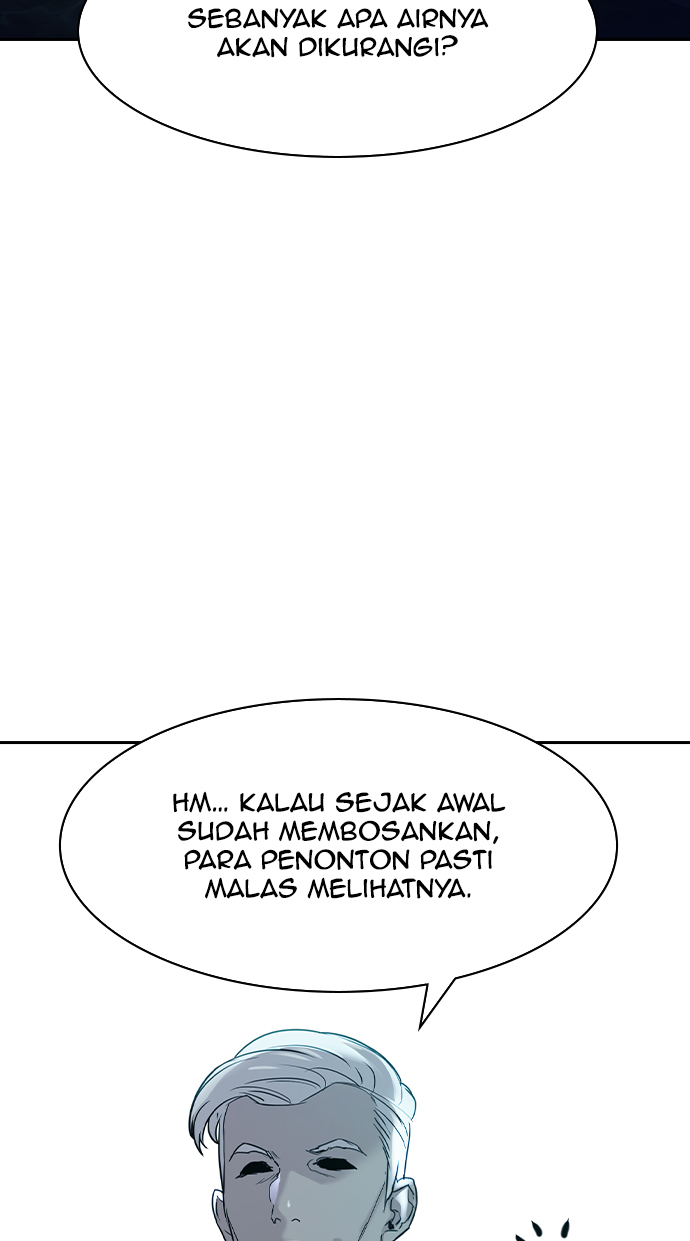 SEBANYAK APA AIRNYA
AKAN DIKURANGI?
HM... KALAU SEJAK AWAL
SUDAH MEMBOSANKAN,
PARA PENONTON PASTI
MALAS MELIHATNYA.